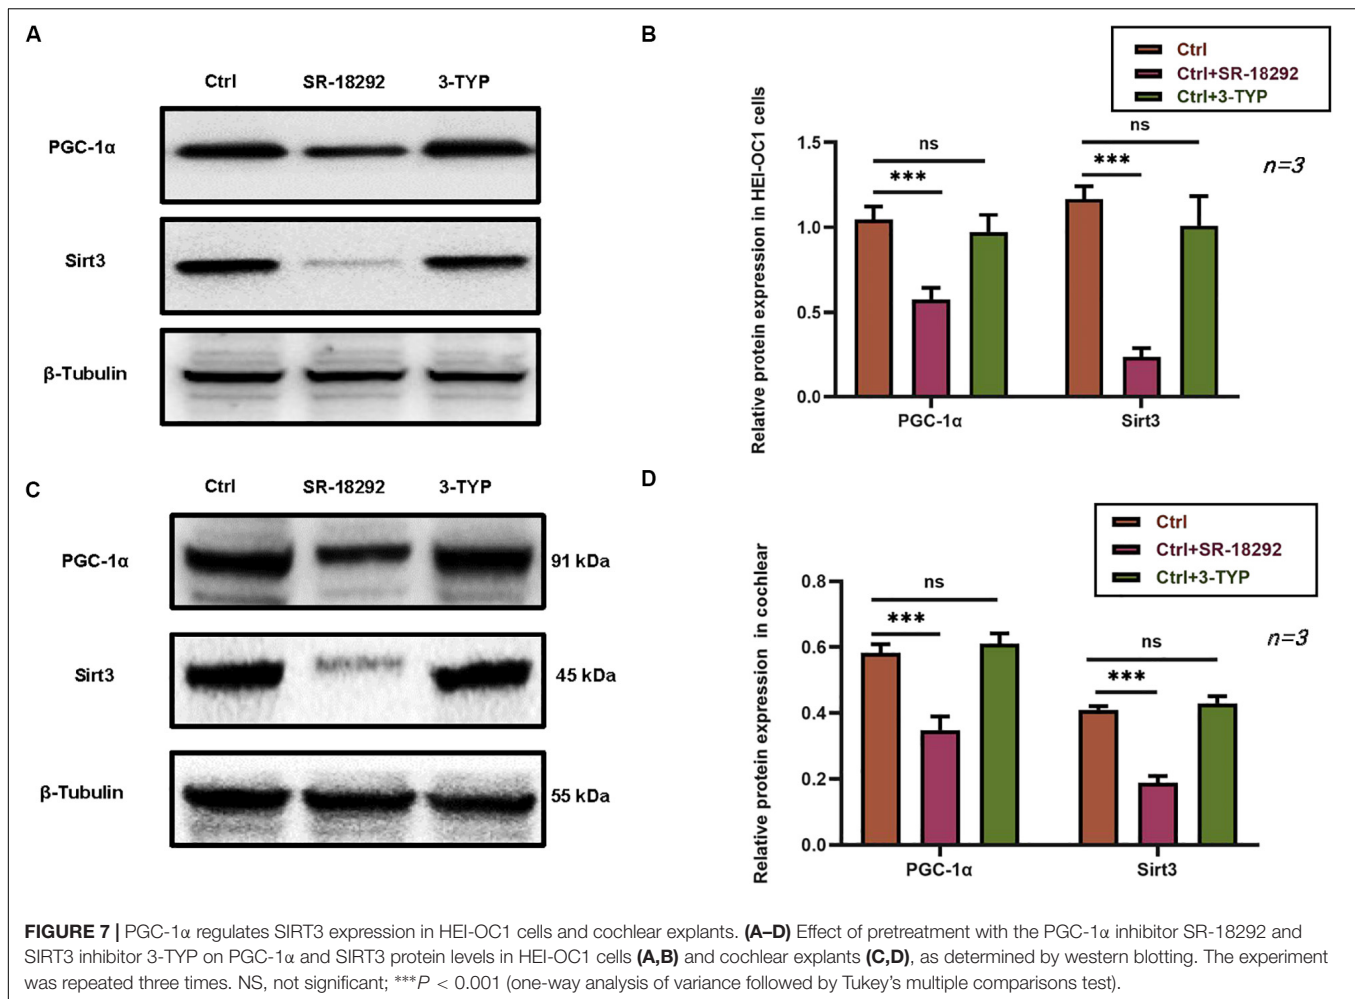 A
Ctrl SR-18292 3-TYP
PGC-1α
Sirt3
β-Tubulin
B
Ctrl
Ctrl+SR-18292
Ctrl+3-TYP
Relative protein expression in HEI-OC1 cells
1.5
1.0
0.5
0.0
ns
***
ns
***
n=3
PGC-1α Sirt3
C
Ctrl SR-18292 3-TYP
PGC-1α 91 kDa
Sirt3 45 kDa
β-Tubulin 55 kDa
D
Ctrl
Ctrl+SR-18292
Ctrl+3-TYP
Relative protein expression in cochlear
0.8
0.6
0.4
0.2
0.0
ns
***
ns
***
n=3
PGC-1α Sirt3
FIGURE 7 | PGC-1α regulates SIRT3 expression in HEI-OC1 cells and cochlear explants. (A–D) Effect of pretreatment with the PGC-1α inhibitor SR-18292 and
SIRT3 inhibitor 3-TYP on PGC-1α and SIRT3 protein levels in HEI-OC1 cells (A,B) and cochlear explants (C,D), as determined by western blotting. The experiment
was repeated three times. NS, not significant; ***P < 0.001 (one-way analysis of variance followed by Tukey's multiple comparisons test).